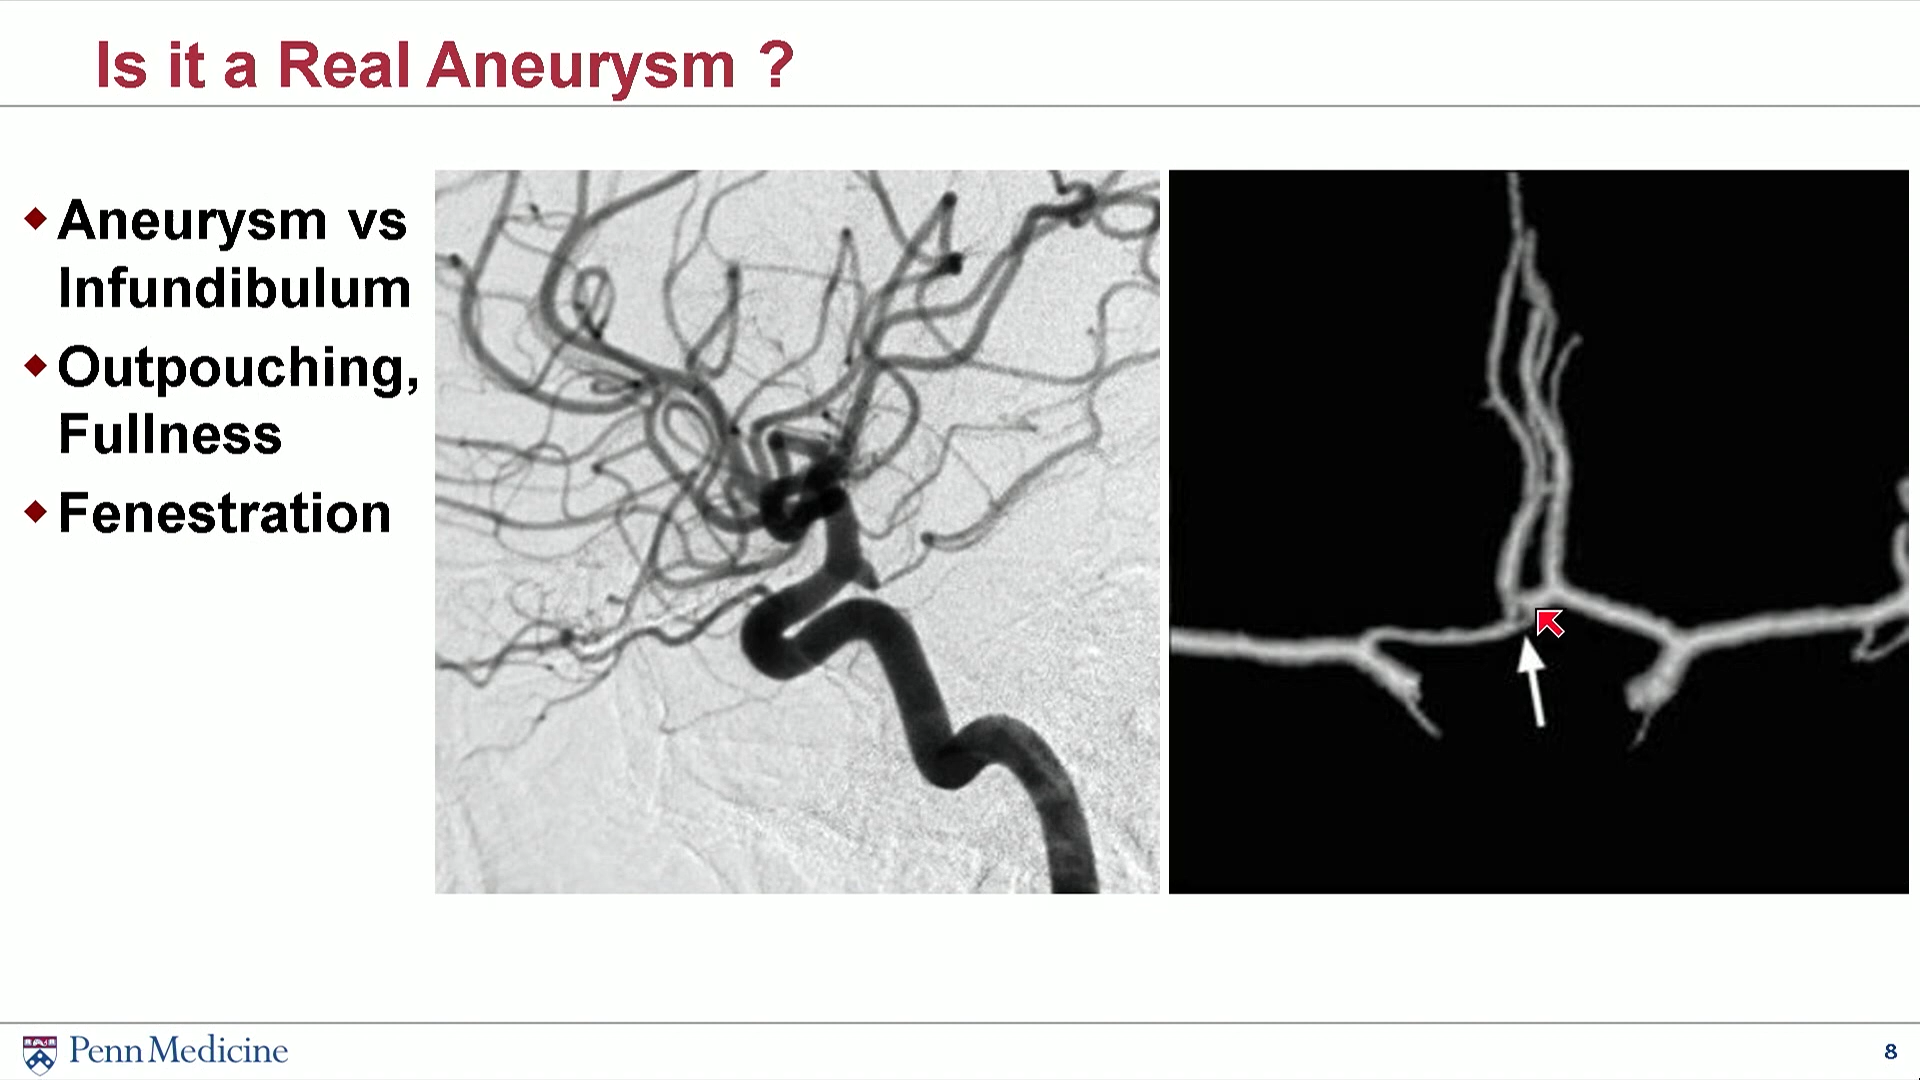 Is it a Real Aneurysm ?
Aneurysm vs
Infundibulum
Outpouching,
Fullness
Fenestration
Penn Medicine
8